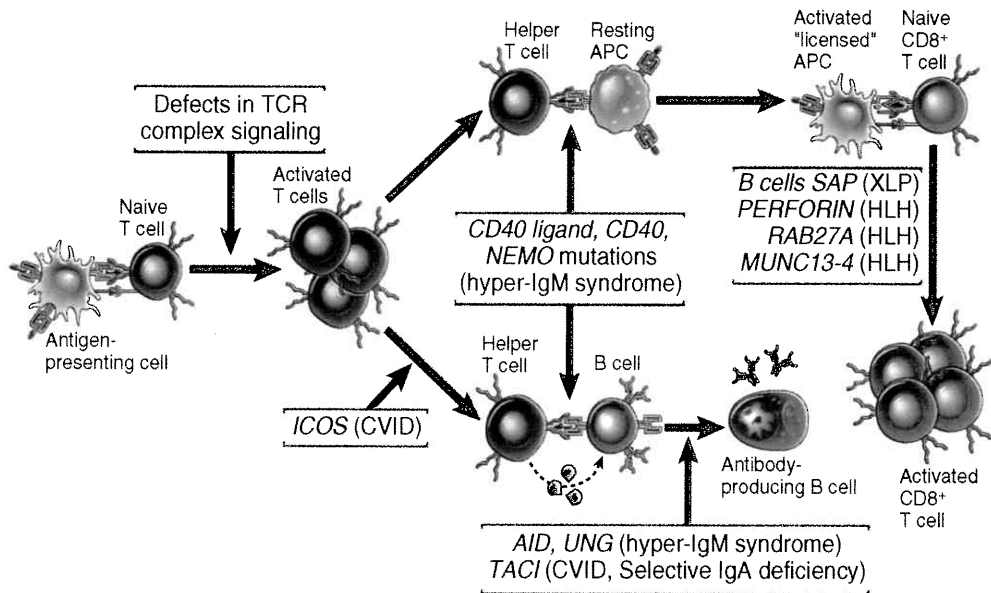 Helper
T cell
Resting
APC
Activated
"licensed"
APC
Naive
CD8+
T cell
Defects in TCR
complex signaling
Activated
T cells
Naive
T cell
Antigen-
presenting cell
CD40 ligand, CD40,
NEMO mutations
(hyper-IgM syndrome)
B cells SAP (XLP)
PERFORIN (HLH)
RAB27A (HLH)
MUNC13-4 (HLH)
ICOS (CVID)
Helper
T cell
B cell
Antibody-
producing B cell
Activated
CD8+
T cell
AID, UNG (hyper-IgM syndrome)
TACI (CVID, Selective IgA deficiency)